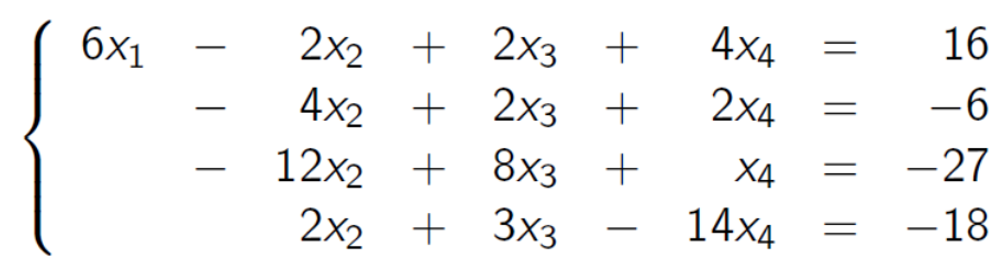 6x₁ − 2x₂ + 2x₃ + 4x₄ = 16
− 4x₂ + 2x₃ + 2x₄ = −6
− 12x₂ + 8x₃ + x₄ = −27
2x₂ + 3x₃ − 14x₄ = −18